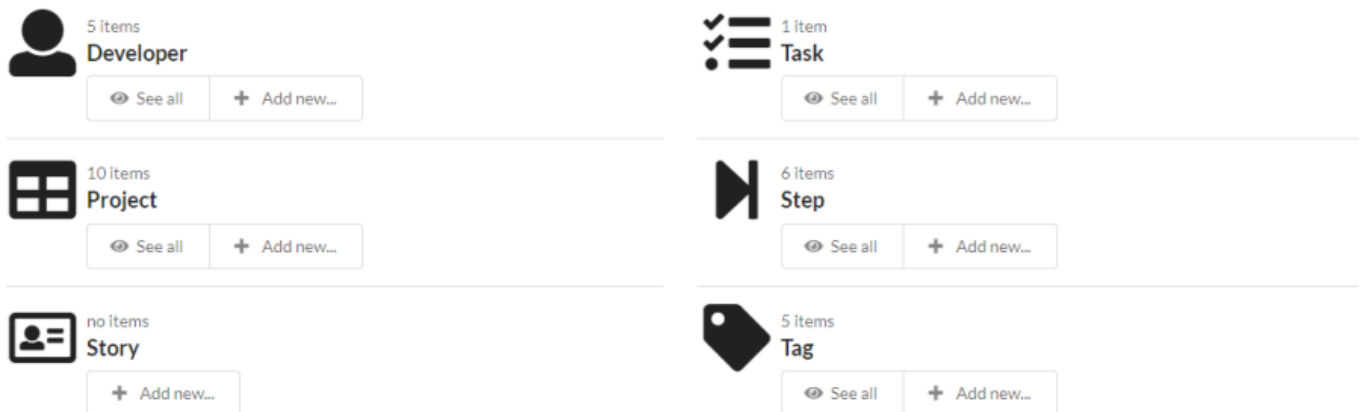 5 items
Developer
See all
Add new...
1 item
Task
See all
Add new...
10 items
Project
See all
Add new...
6 items
Step
See all
Add new...
no items
Story
Add new...
5 items
Tag
See all
Add new...